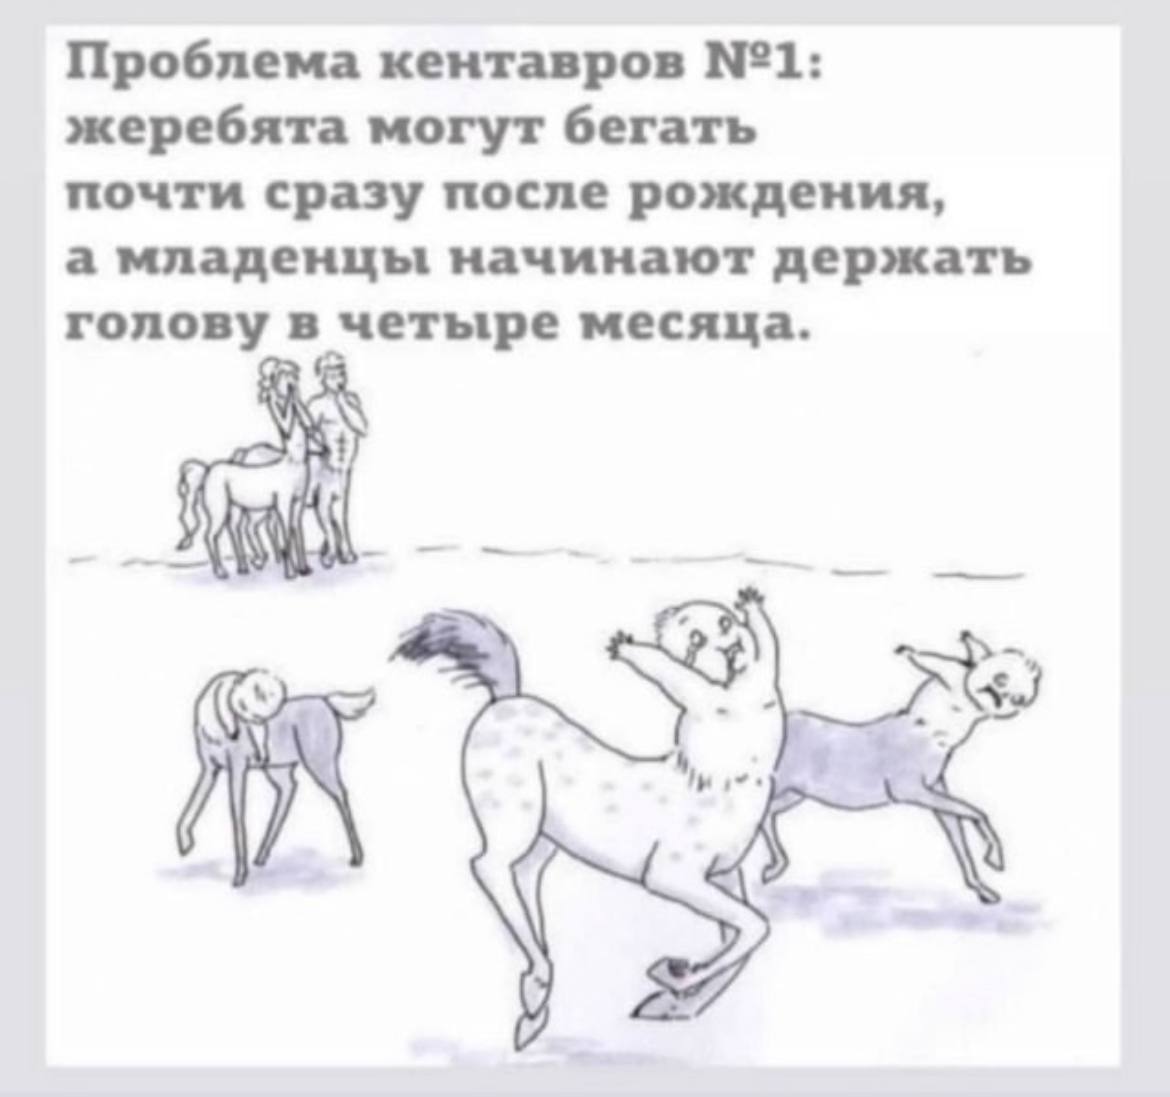 Проблема кентавров №1:
жеребята могут бегать
почти сразу после рождения,
а младенцы начинают держать
голову в четыре месяца.